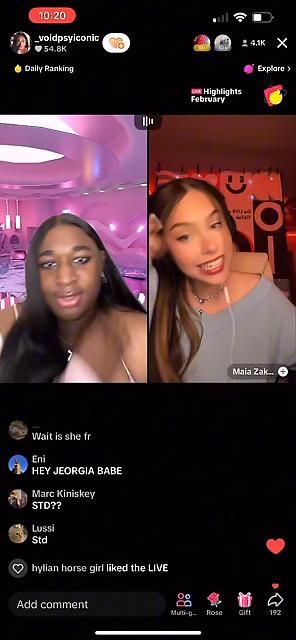 10:20
_voidpsyiconic
54.8K
4.1K
Daily Ranking
Explore >
LIVE Highlights
February
Maia Zak...
...
Wait is she fr
Eni
HEY JEORGIA BABE
Marc Kiniskey
STD??
Lussi
Std
hylian horse girl liked the LIVE
Add comment
Multi-g...
Rose
Gift
192